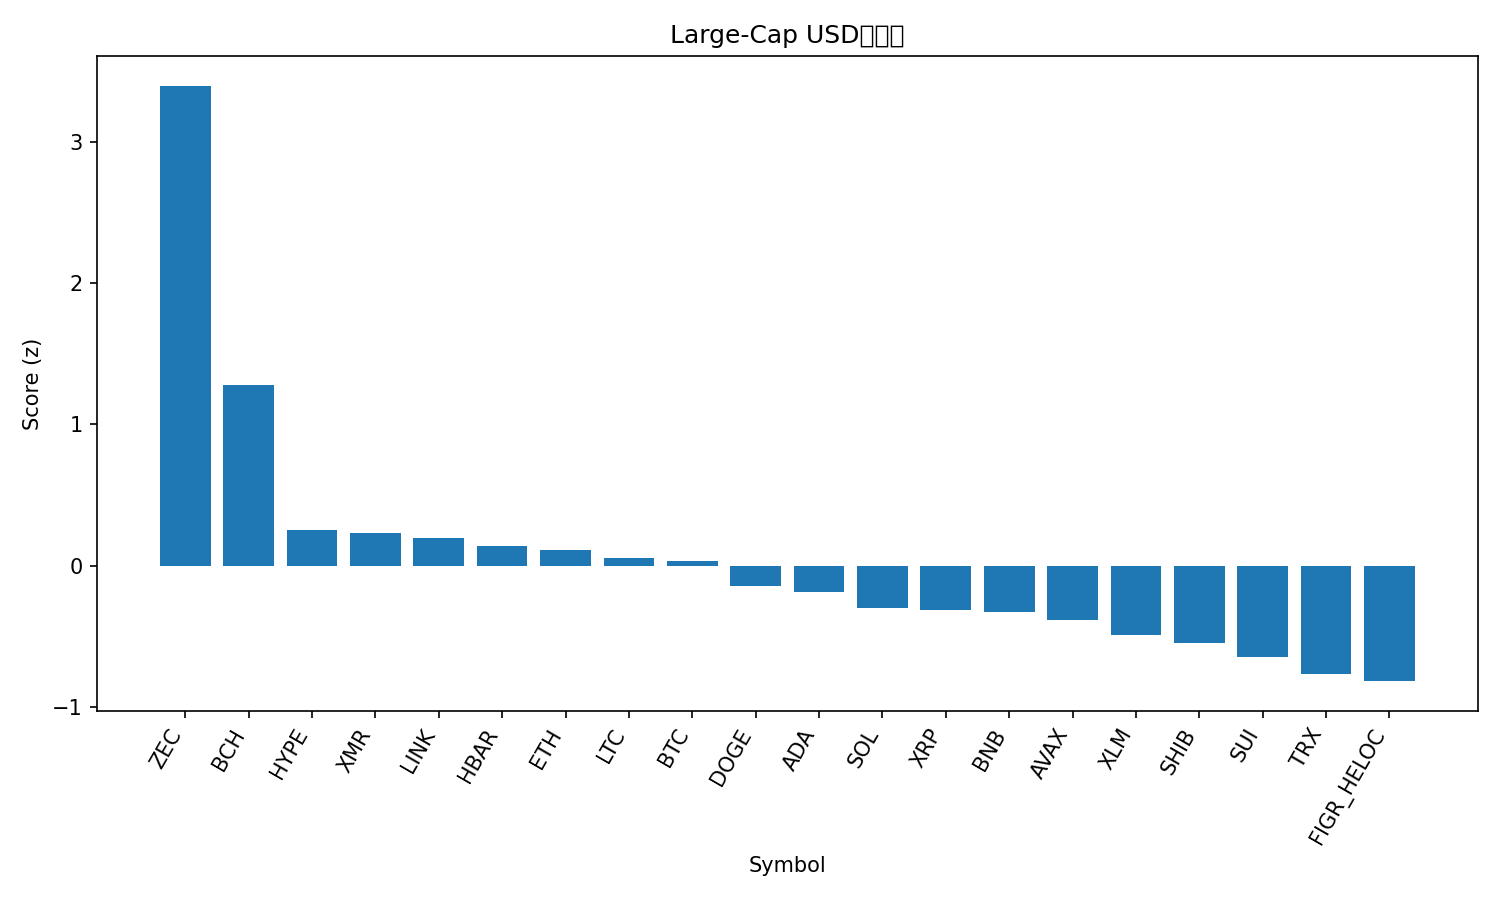 Large-Cap USD
Score (z)
3
2
1
0
−1
ZEC
BCH
HYPE
XMR
LINK
HBAR
ETH
LTC
BTC
DOGE
ADA
SOL
XRP
BNB
AVAX
XLM
SHIB
SUI
TRX
FIGR_HELOC
Symbol